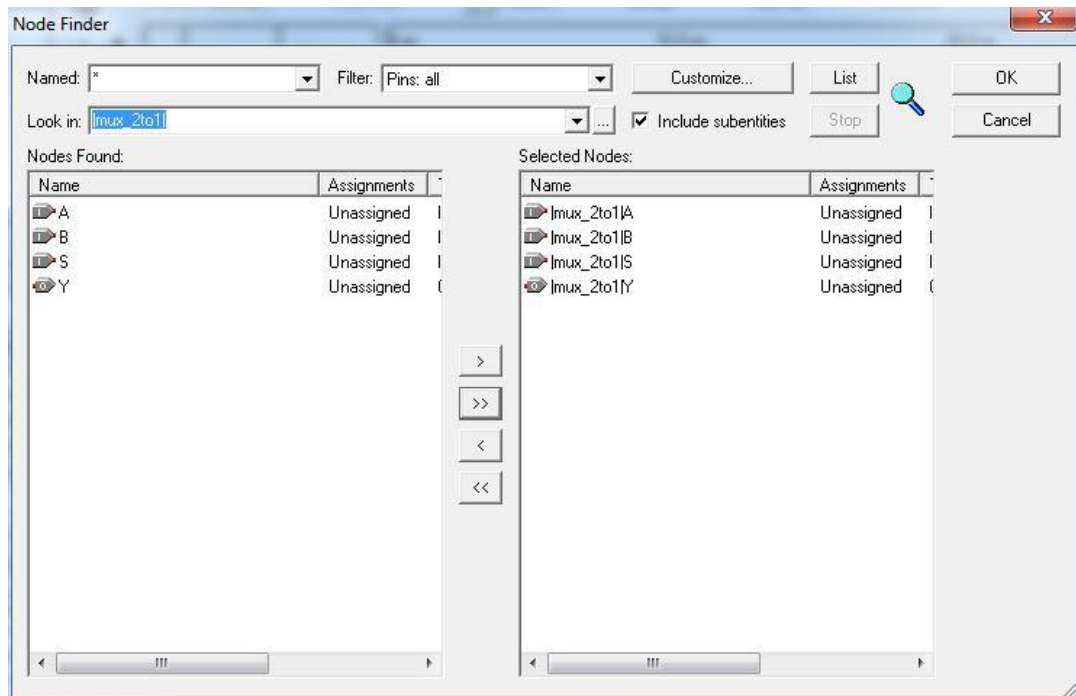 Node Finder
Named: * Filter: Pins: all Customize... List OK
Look in: |mux_2to1| ... Include subentities Stop Cancel
Nodes Found: Selected Nodes:
Name Assignments Name Assignments
A Unassigned I |mux_2to1|A Unassigned I
B Unassigned I |mux_2to1|B Unassigned I
S Unassigned I |mux_2to1|S Unassigned I
Y Unassigned |mux_2to1|Y Unassigned
>
>>
<
<<